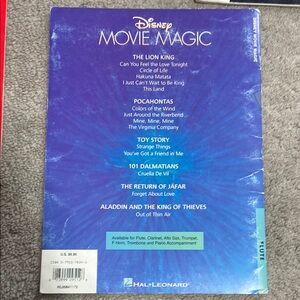 DISNEY
MOVIE MAGIC
THE LION KING
Can You Feel the Love Tonight
Circle of Life
Hakuna Matata
I Just Can't Wait to Be King
This Land
POCAHONTAS
Colors of the Wind
Just Around the Riverbend
Mine, Mine, Mine
The Virginia Company
TOY STORY
Strange Things
You've Got a Friend in Me
101 DALMATIANS
Cruella De Vil
THE RETURN OF JAFAR
Forget About Love
ALADDIN AND THE KING OF THIEVES
Out of Thin Air
Available for Flute, Clarinet, Alto Sax, Trumpet,
F Horn, Trombone and Piano Accompaniment
HAL•LEONARD
FLUTE